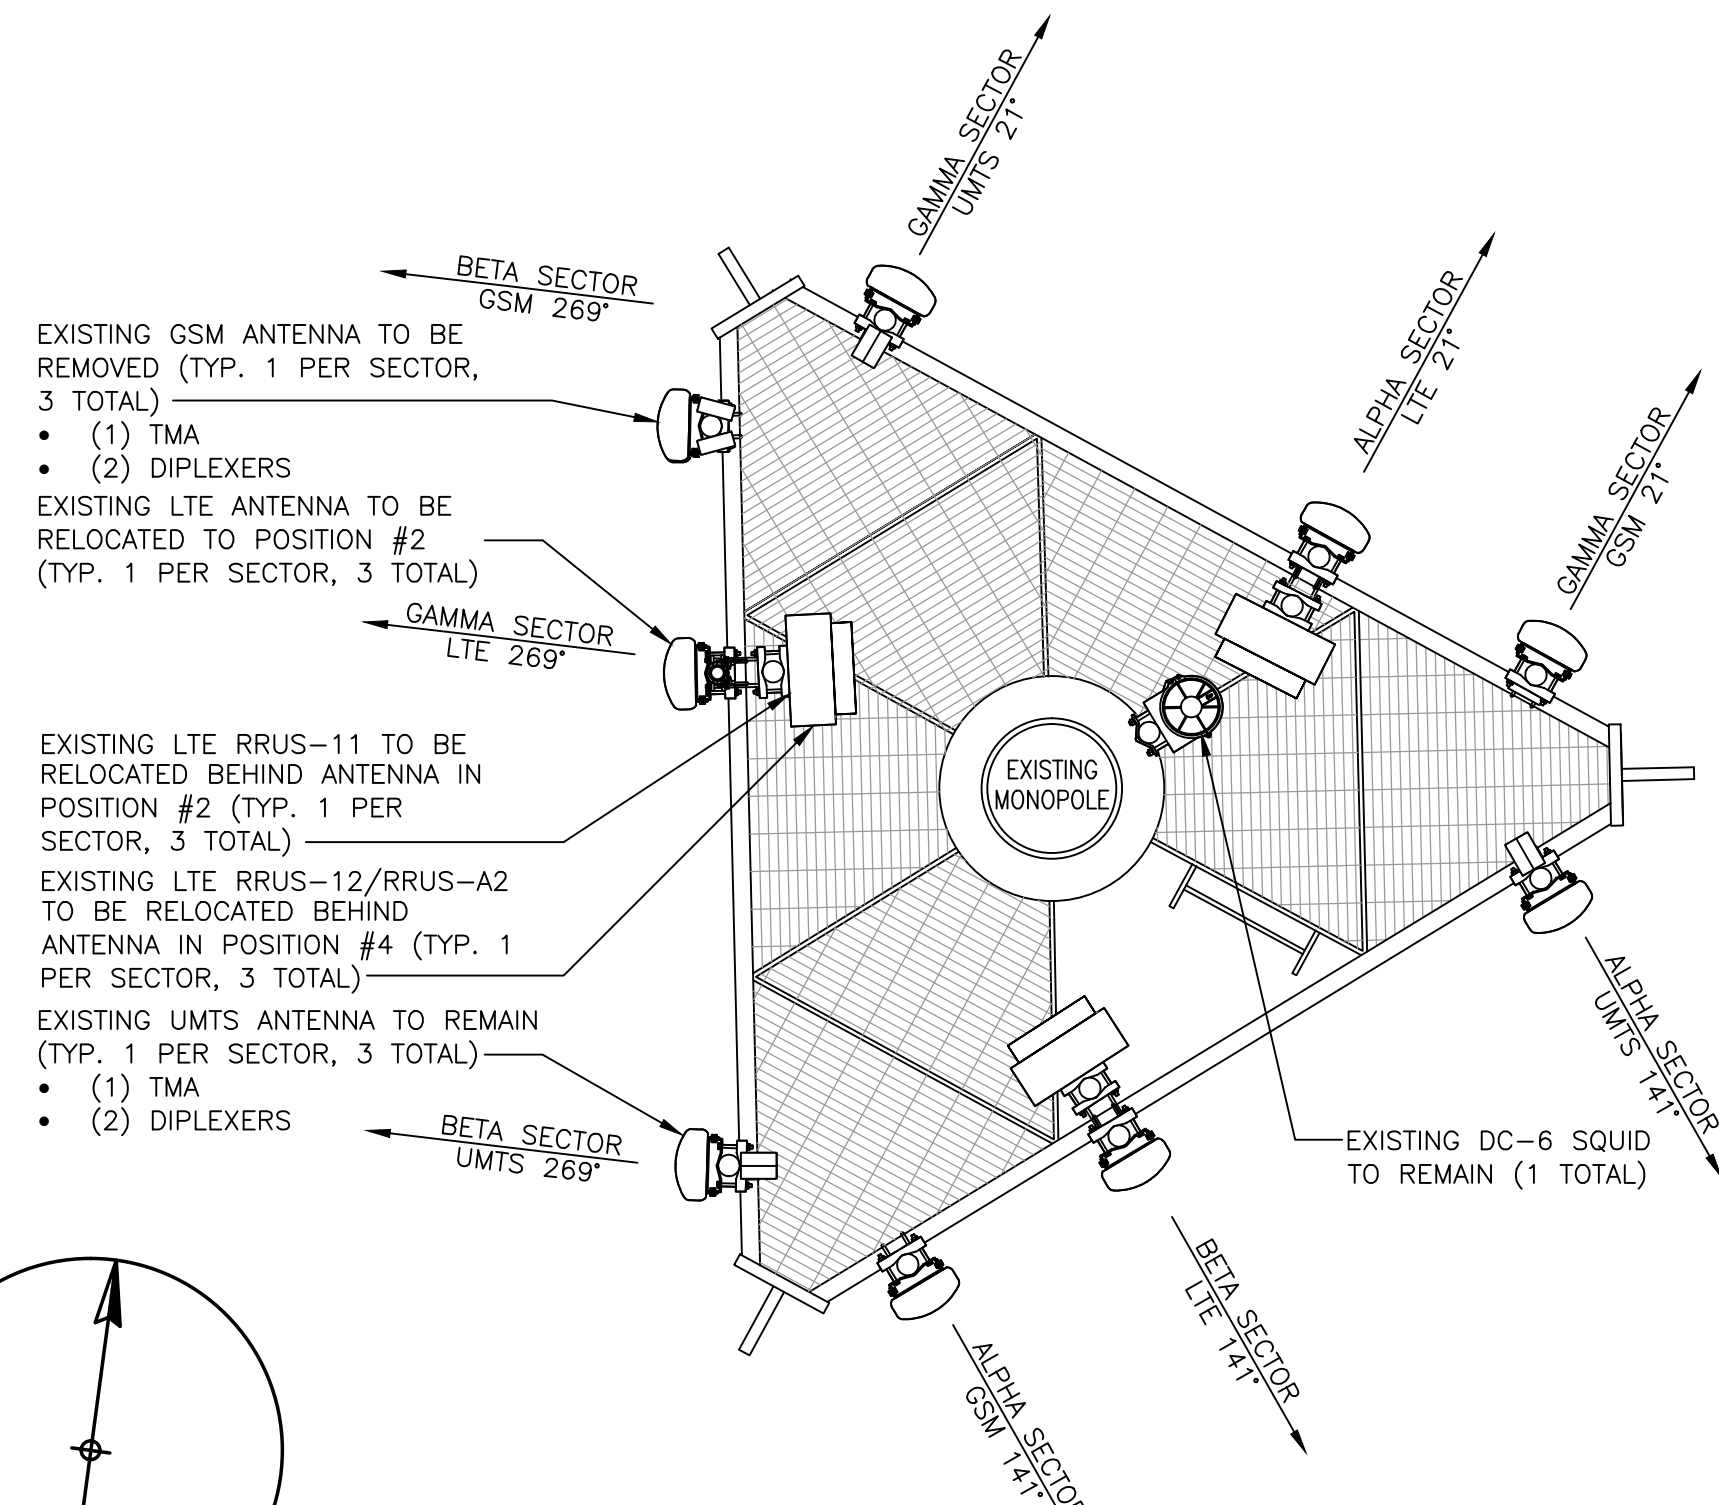 GAMMA SECTOR
UMTS 21°
BETA SECTOR
GSM 269°
ALPHA SECTOR
LTE 21°
GAMMA SECTOR
GSM 21°
EXISTING GSM ANTENNA TO BE
REMOVED (TYP. 1 PER SECTOR,
3 TOTAL)
• (1) TMA
• (2) DIPLEXERS
EXISTING LTE ANTENNA TO BE
RELOCATED TO POSITION #2
(TYP. 1 PER SECTOR, 3 TOTAL)
GAMMA SECTOR
LTE 269°
EXISTING LTE RRUS-11 TO BE
RELOCATED BEHIND ANTENNA IN
POSITION #2 (TYP. 1 PER
SECTOR, 3 TOTAL)
EXISTING LTE RRUS-12/RRUS-A2
TO BE RELOCATED BEHIND
ANTENNA IN POSITION #4 (TYP. 1
PER SECTOR, 3 TOTAL)
EXISTING UMTS ANTENNA TO REMAIN
(TYP. 1 PER SECTOR, 3 TOTAL)
• (1) TMA
• (2) DIPLEXERS
BETA SECTOR
UMTS 269°
EXISTING
MONOPOLE
ALPHA SECTOR
UMTS 141°
EXISTING DC-6 SQUID
TO REMAIN (1 TOTAL)
BETA SECTOR
LTE 141°
ALPHA SECTOR
GSM 141°